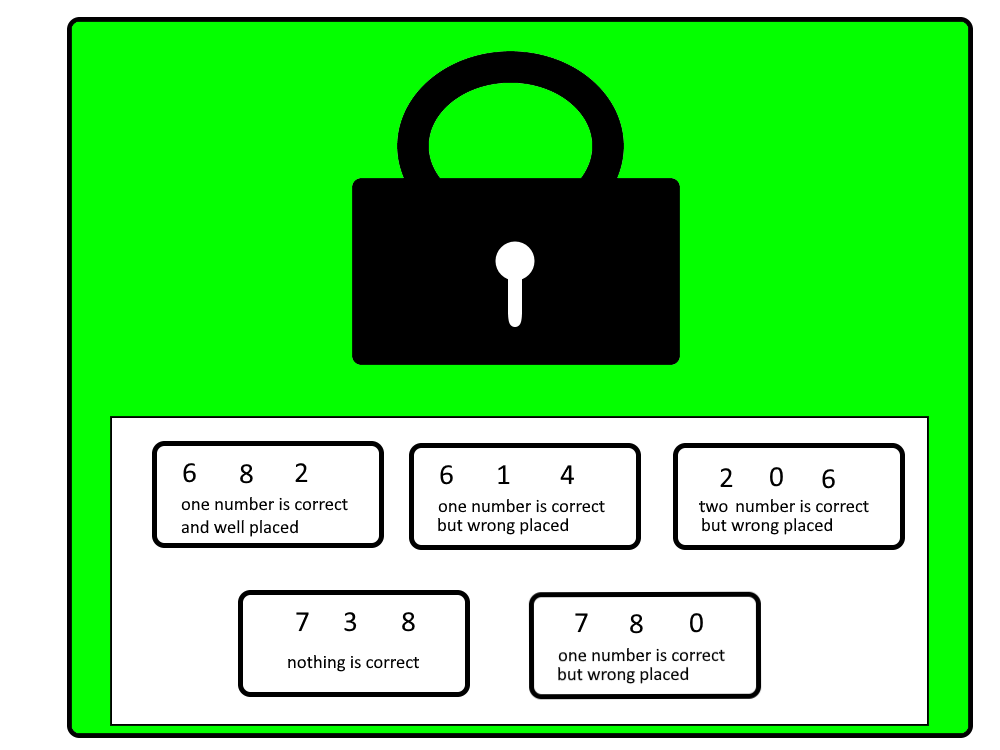 6 8 2
one number is correct
and well placed
6 1 4
one number is correct
but wrong placed
2 0 6
two number is correct
but wrong placed
7 3 8
nothing is correct
7 8 0
one number is correct
but wrong placed